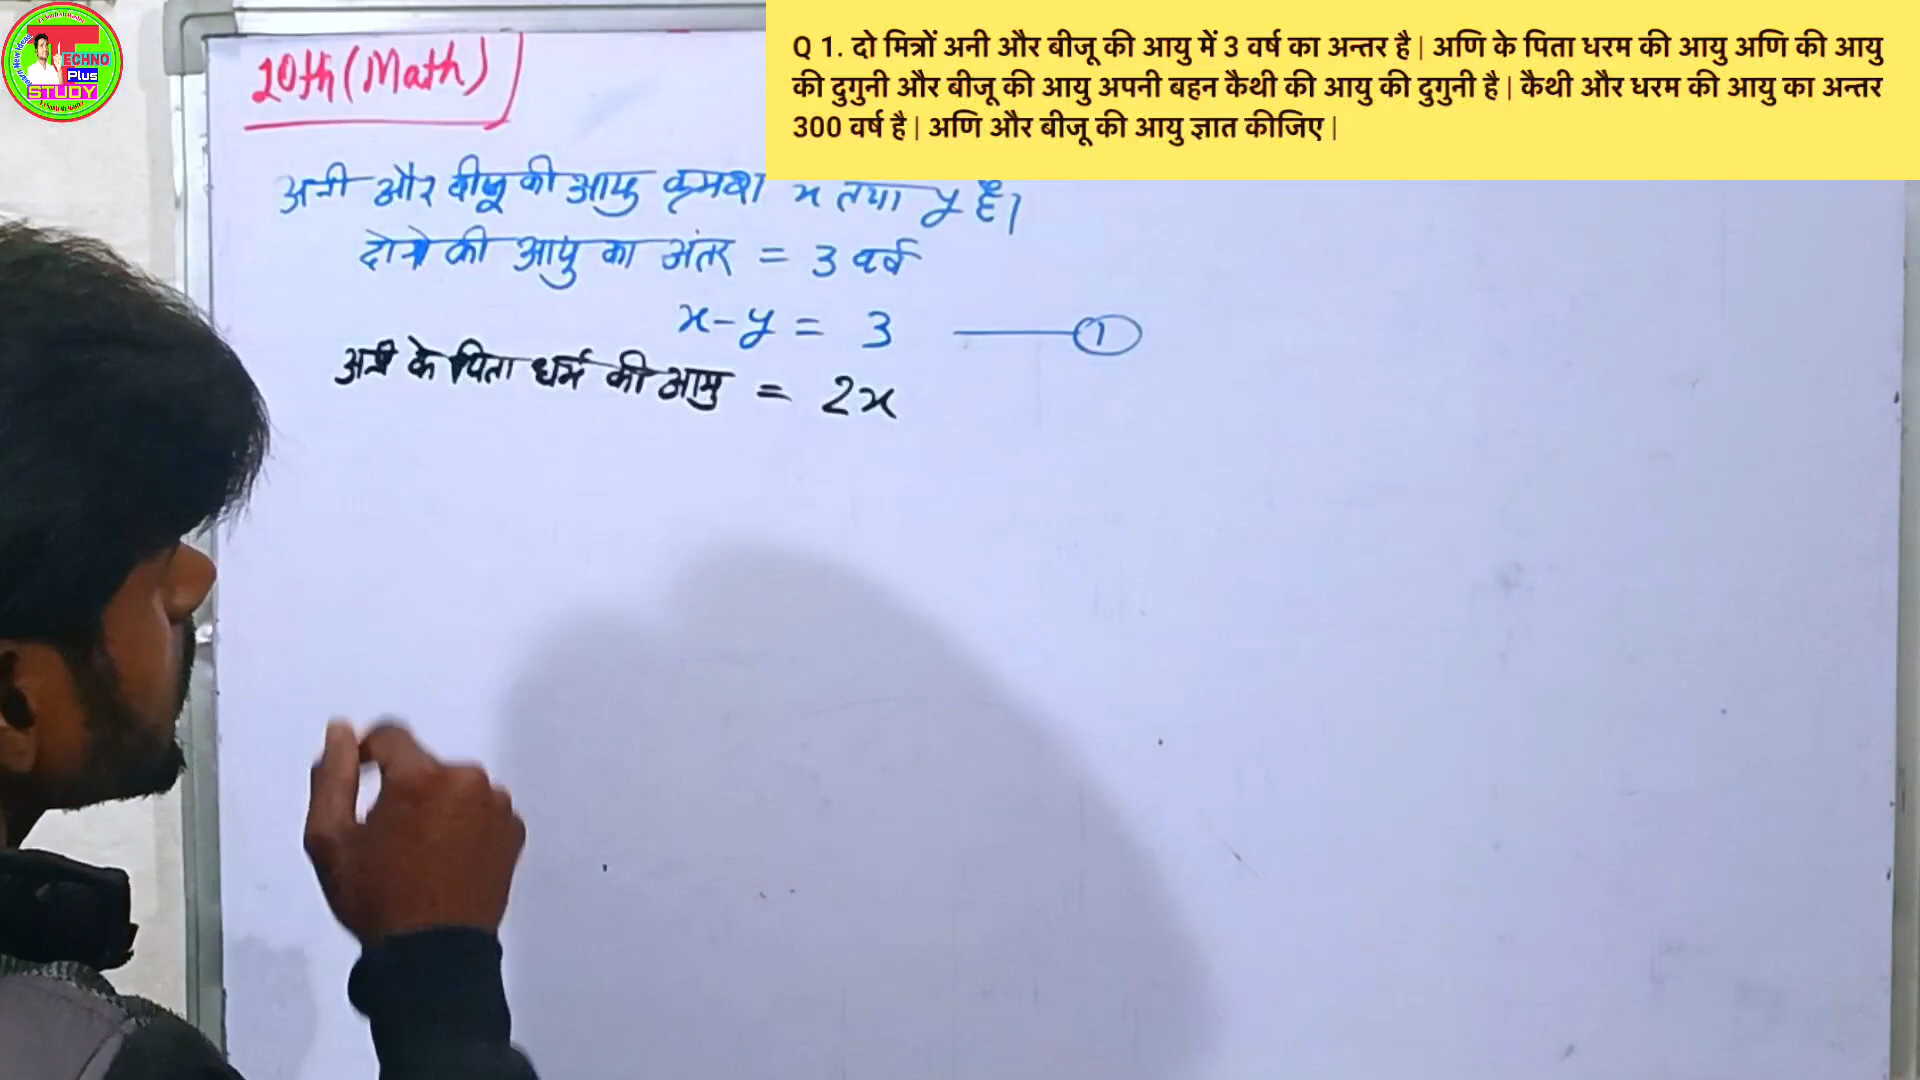 TECHNO
Plus
STUDY
Q 1. दो मित्रों अनी और बीजू की आयु में 3 वर्ष का अन्तर है | अणि के पिता धरम की आयु अणि की आयु
की दुगुनी और बीजू की आयु अपनी बहन कैथी की आयु की दुगुनी है | कैथी और धरम की आयु का अन्तर
300 वर्ष है | अणि और बीजू की आयु ज्ञात कीजिए |
10th (Math)
अनी और बीजू की आयु क्रमशः x तथा y है।
दोनो की आयु का अंतर = 3 वर्ष
x - y = 3 ——— 1
अनी के पिता धर्म की आयु = 2x